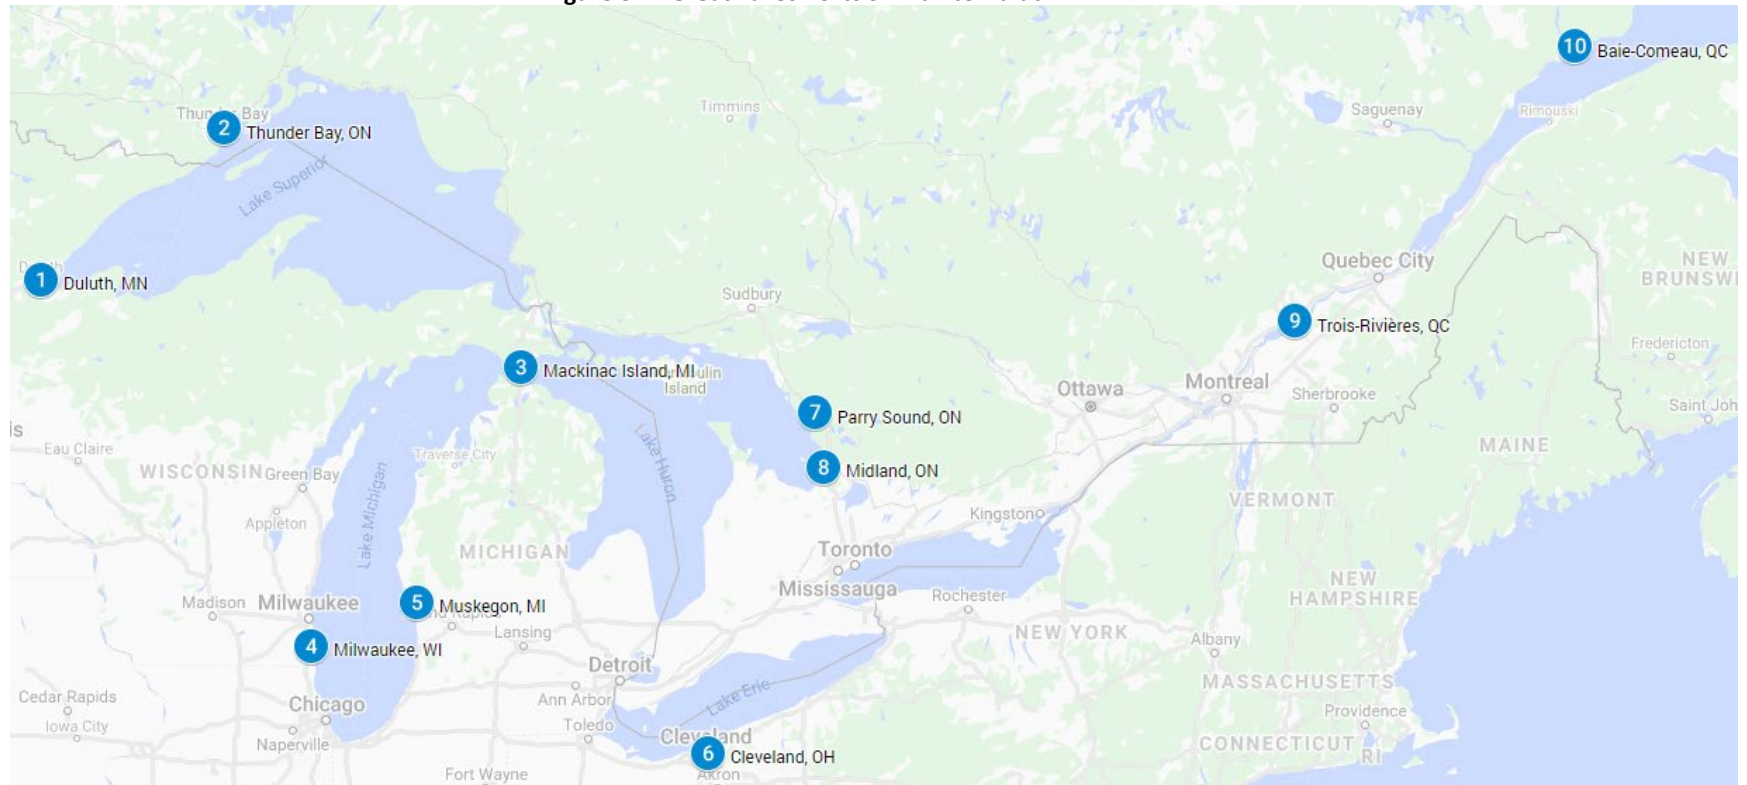 10 Baie-Comeau, QC
Timmins
Saguenay
Rimouski
Thunder Bay
2 Thunder Bay, ON
Lake Superior
Quebec City
NEW
BRUNSWI
1 Duluth, MN
Sudbury
9 Trois-Rivières, QC
Fredericton
3 Mackinac Island, MI
Island
Ottawa
Montreal
Sherbrooke
7 Parry Sound, ON
Saint Joh
is
Eau Claire
Traverse City
Lake Huron
MAINE
WISCONSIN
Green Bay
8 Midland, ON
Lake Michigan
VERMONT
Appleton
Kingston
MICHIGAN
Toronto
Mississauga
NEW
HAMPSHIRE
Madison
Milwaukee
5 Muskegon, MI
Rochester
Lansing
NEW YORK
Albany
4 Milwaukee, WI
Detroit
MASSACHUSETTS
Cedar Rapids
Ann Arbor
Lake Erie
Chicago
Providence
Iowa City
Toledo
Cleveland
Naperville
CONNECTICUT
RI
6 Cleveland, OH
Fort Wayne
Akron